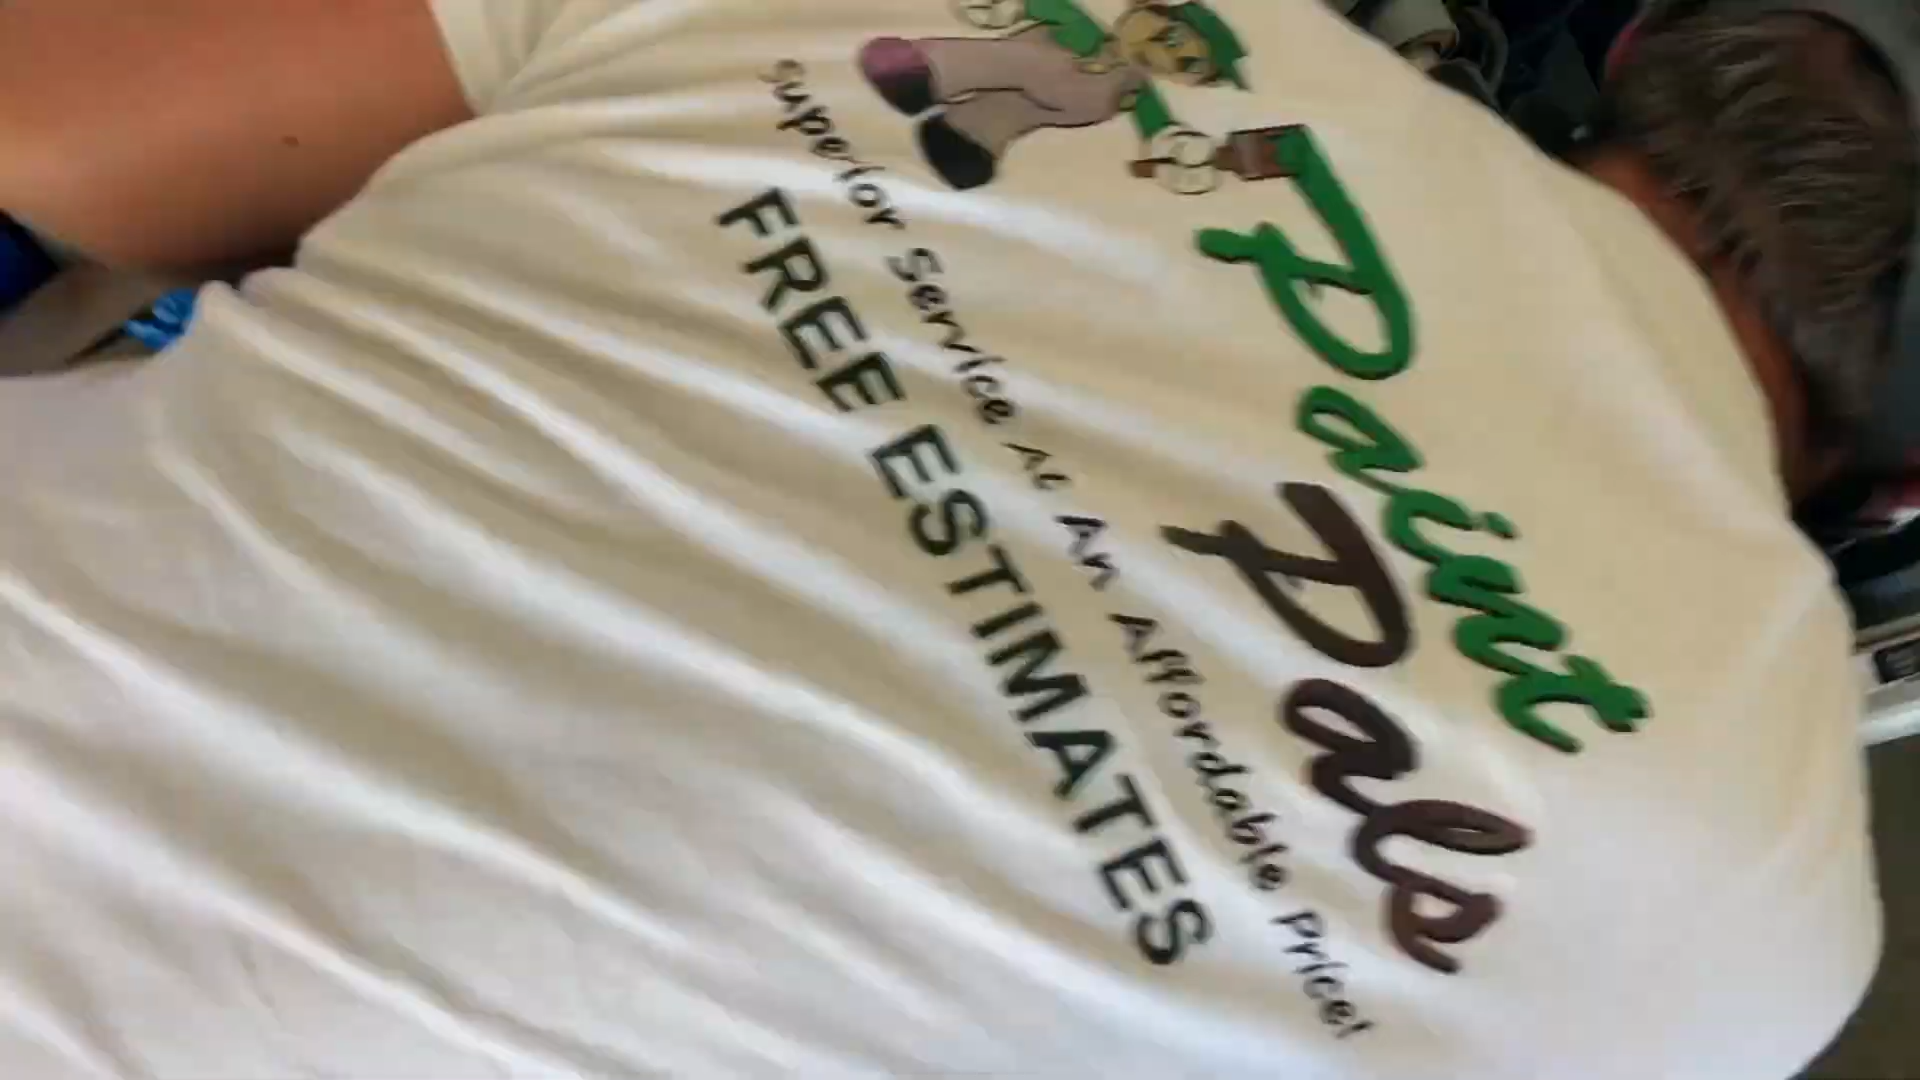 Paint
Pals
Superior Service At An Affordable Price!
FREE ESTIMATES